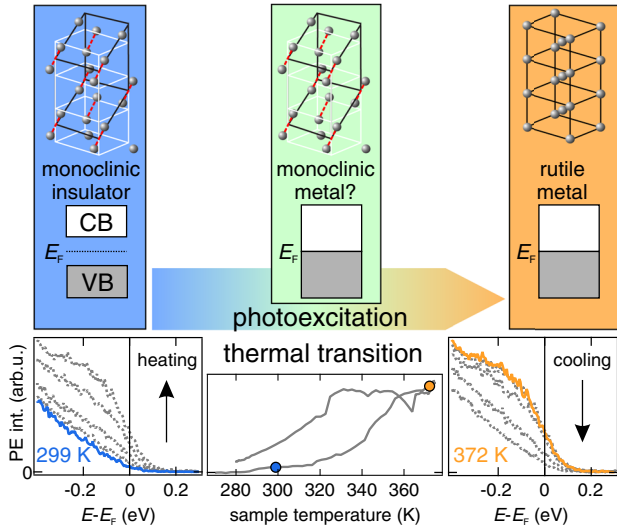 monoclinic
insulator
CB
E_F
VB
monoclinic
metal?
E_F
rutile
metal
E_F
photoexcitation
thermal transition
PE int. (arb.u.)
0
heating
299 K
-0.2 0 0.2
E-E_F (eV)
280 300 320 340 360
sample temperature (K)
cooling
372 K
-0.2 0 0.2
E-E_F (eV)